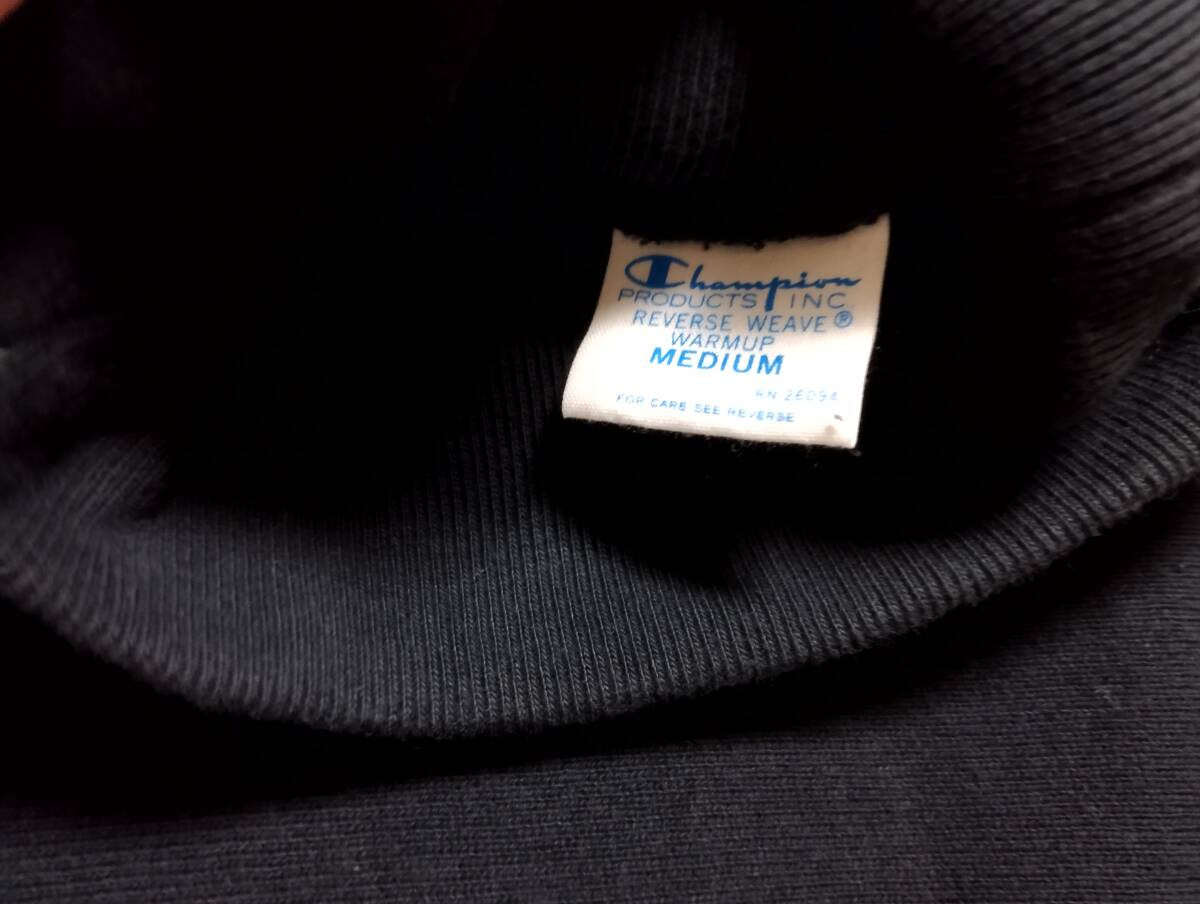 Champion
PRODUCTS INC
REVERSE WEAVE®
WARMUP
MEDIUM
RN 26094
FOR CARE SEE REVERSE